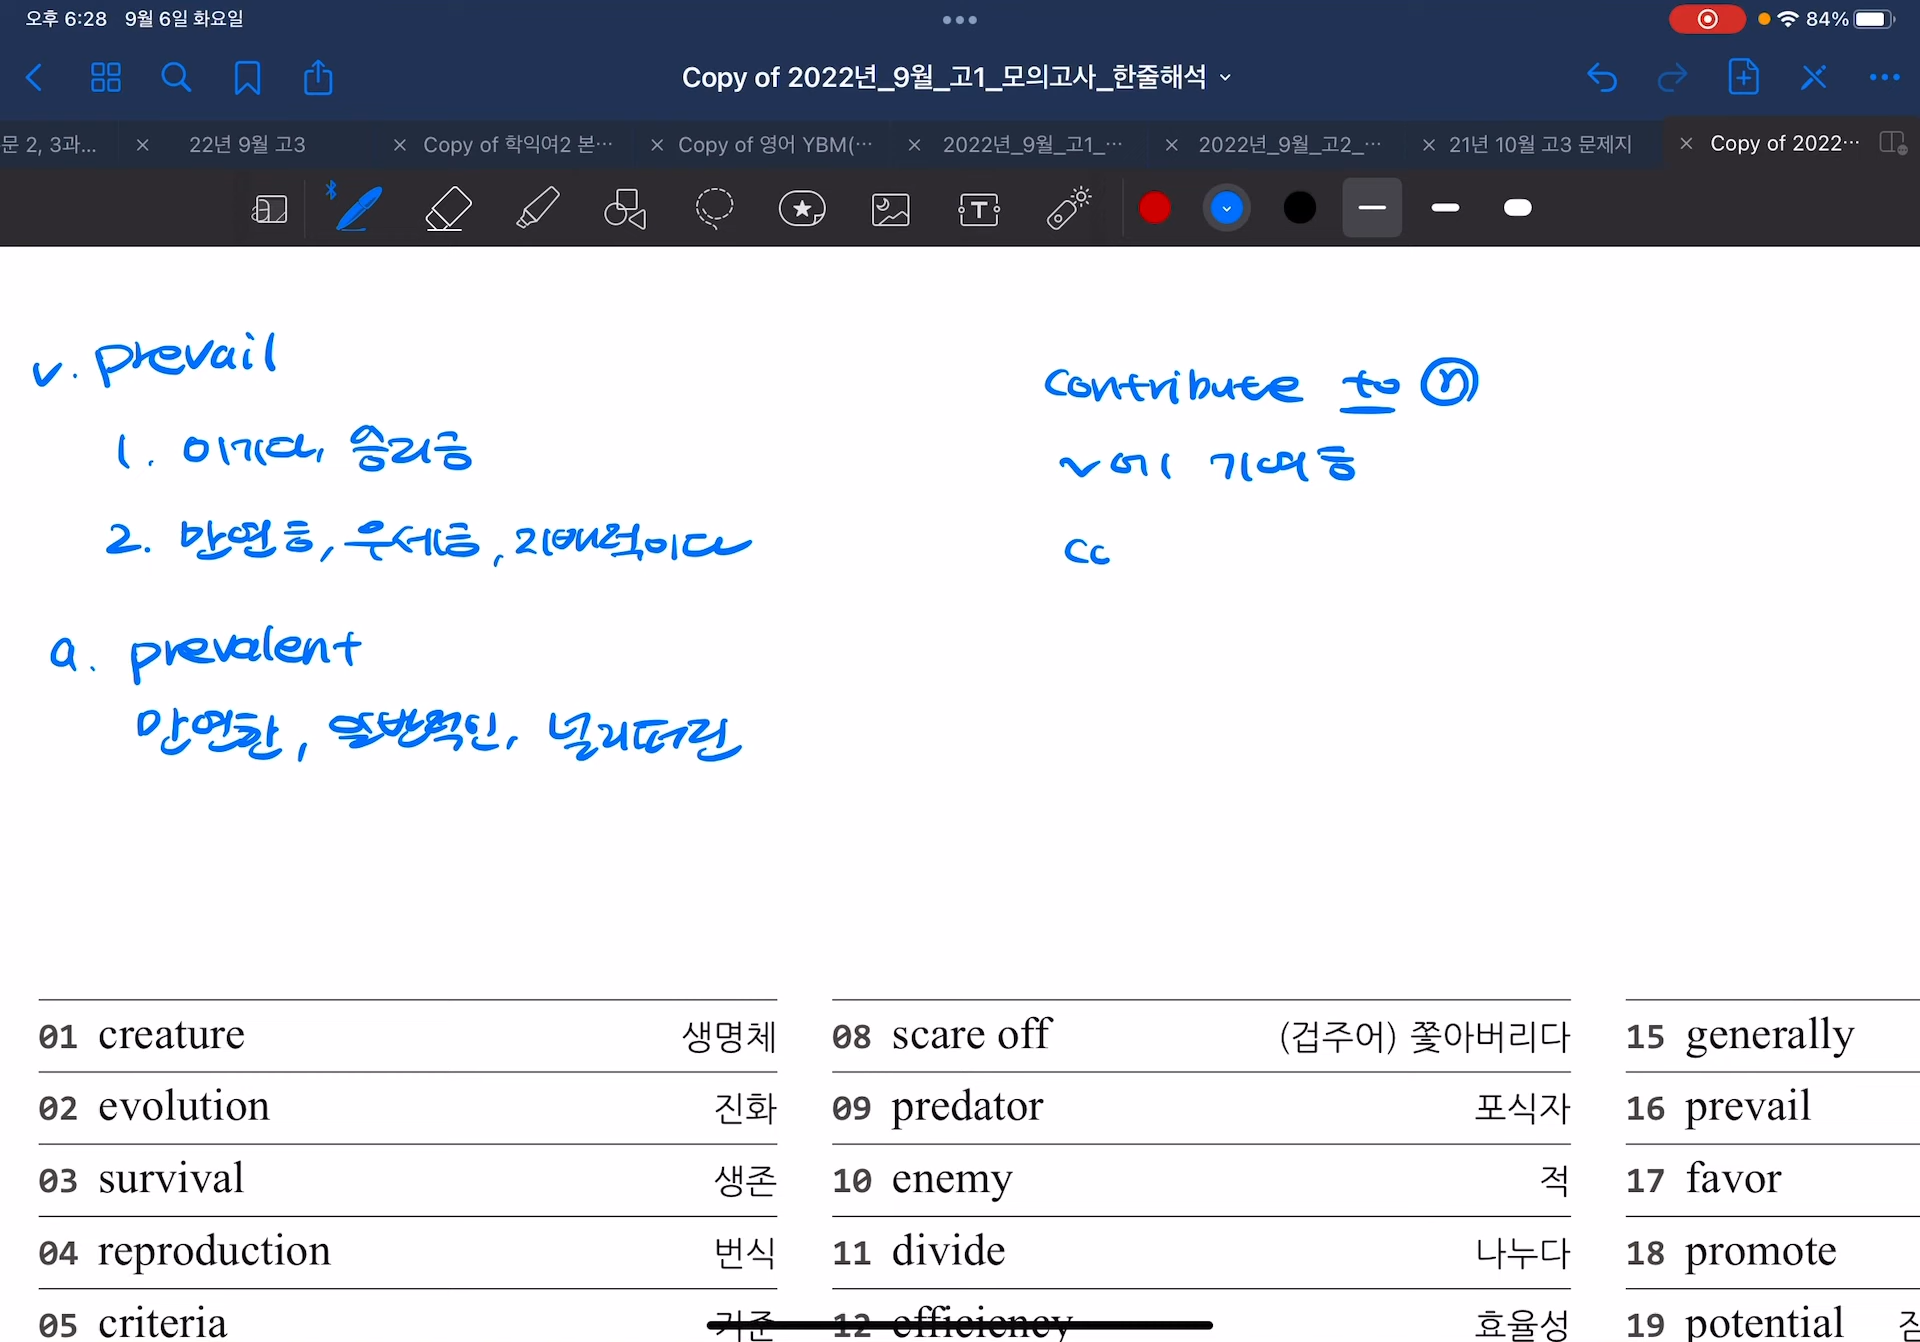 오후 6:28 9월 6일 화요일
84%
Copy of 2022년_9월_고1_모의고사_한줄해석
문 2, 3과... × 22년 9월 고3 × Copy of 학익여2 본... × Copy of 영어 YBM(... × 2022년_9월_고1_... × 2022년_9월_고2_... × 21년 10월 고3 문제지 × Copy of 2022...
v. prevail
1. 이기다, 승리함
2. 만연함, 우세함, 지배적이다
a. prevalent
만연한, 일반적인, 널리퍼진
contribute to n
~에 기여함
cc
01 creature 생명체
02 evolution 진화
03 survival 생존
04 reproduction 번식
05 criteria 기준
08 scare off (겁주어) 쫓아버리다
09 predator 포식자
10 enemy 적
11 divide 나누다
12 efficiency 효율성
15 generally
16 prevail
17 favor
18 promote
19 potential